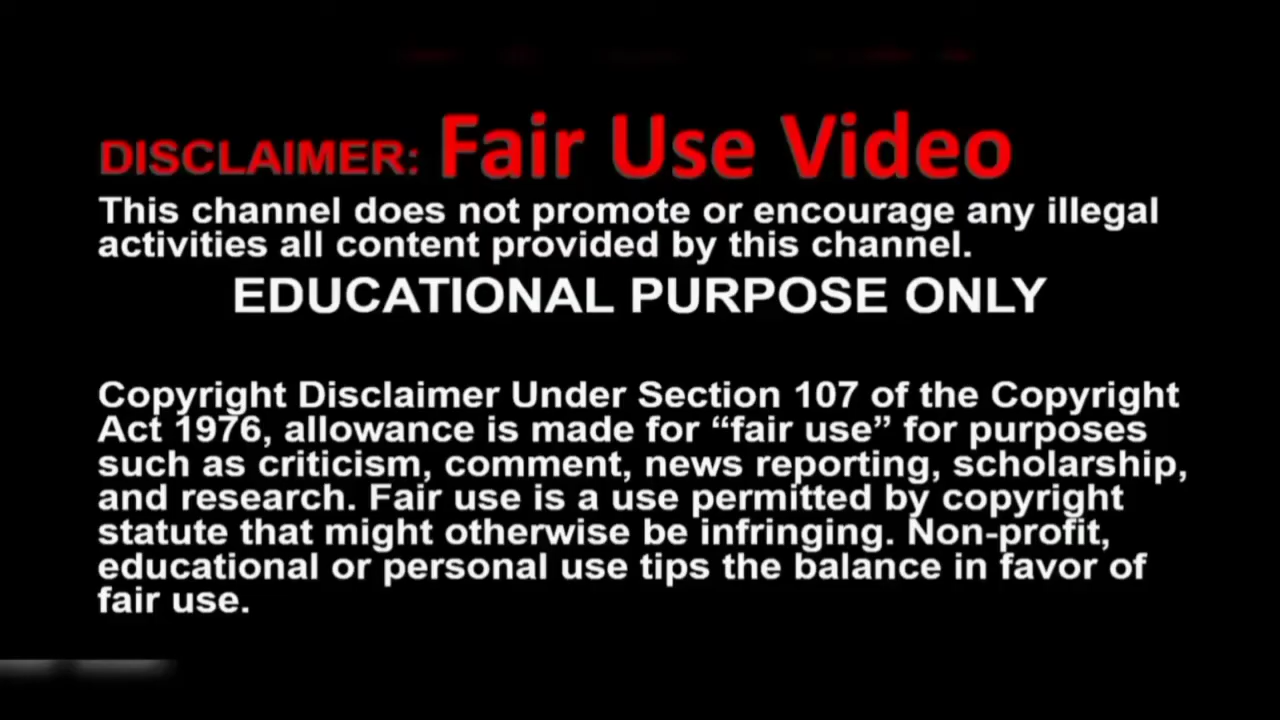 DISCLAIMER: Fair Use Video
This channel does not promote or encourage any illegal
activities all content provided by this channel.
EDUCATIONAL PURPOSE ONLY
Copyright Disclaimer Under Section 107 of the Copyright
Act 1976, allowance is made for “fair use” for purposes
such as criticism, comment, news reporting, scholarship,
and research. Fair use is a use permitted by copyright
statute that might otherwise be infringing. Non-profit,
educational or personal use tips the balance in favor of
fair use.